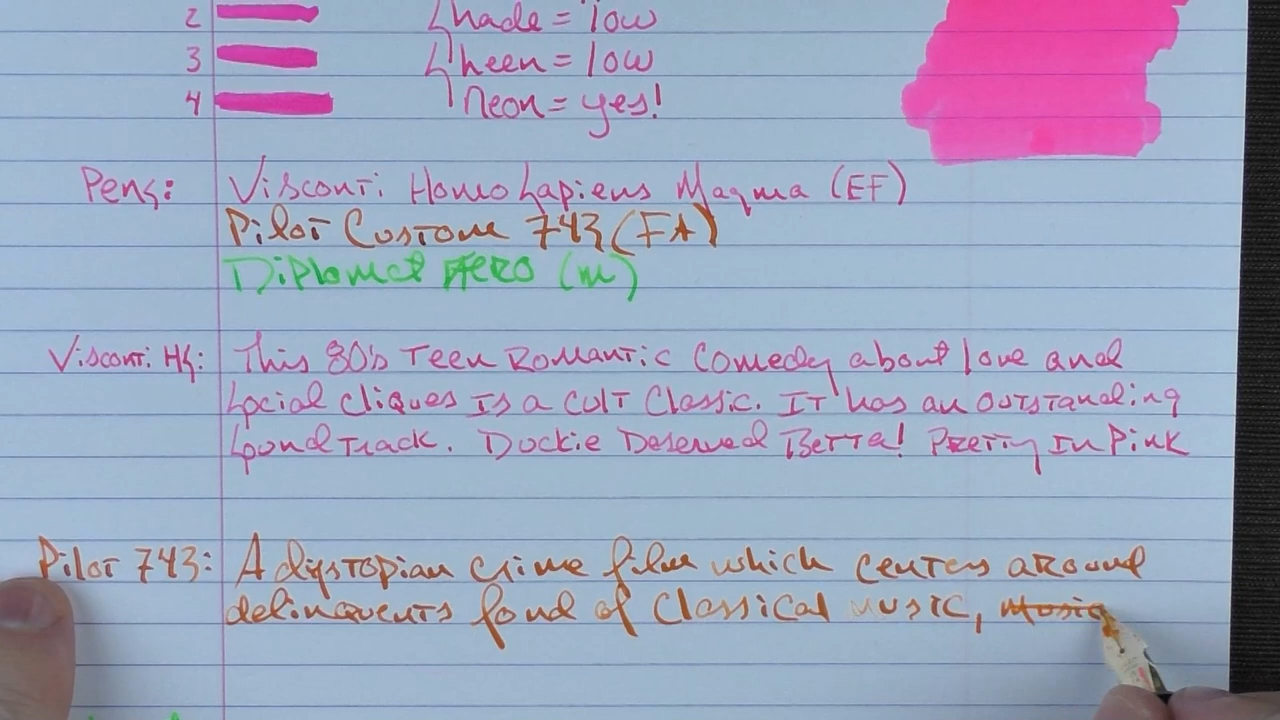 2 Shade = low
3 Sheen = low
4 Neon = yes!
Pens: Visconti Homo Sapiens Magma (EF)
Pilot Custom 743 (FA)
Diplomat AERO (M)
Visconti HS: This 80's Teen Romantic Comedy about love and
Social cliques Is a Cult Classic. It has an outstanding
Sound Track. Duckie Deserved Better! Pretty In Pink
Pilot 743: A dystopian crime film which centers around
delinquents fond of Classical music, Music